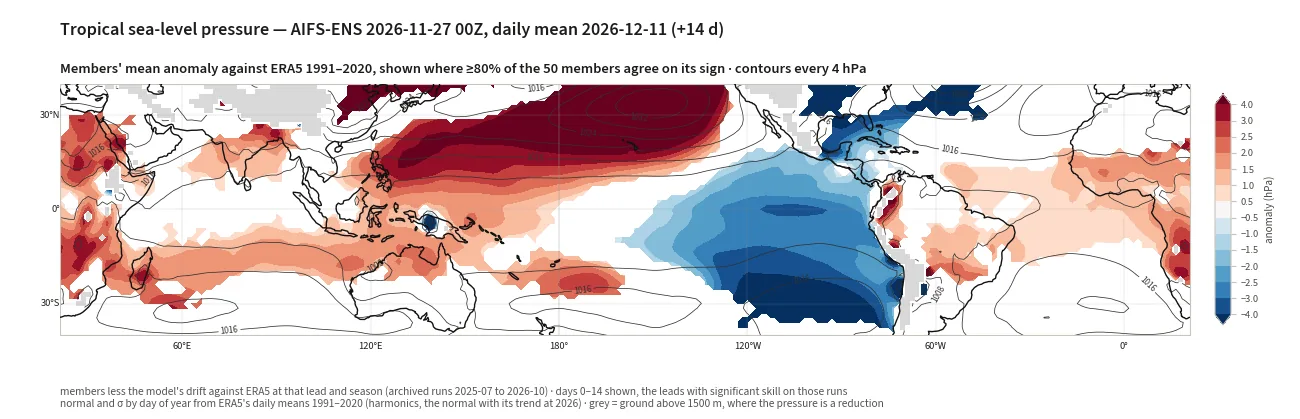 Tropical sea-level pressure — AIFS-ENS 2026-11-27 00Z, daily mean 2026-12-11 (+14 d)
Members' mean anomaly against ERA5 1991–2020, shown where ≥80% of the 50 members agree on its sign · contours every 4 hPa
30°N
0°
30°S
60°E
120°E
180°
120°W
60°W
0°
1016
1016
1016
1016
1016
1016
1016
1008
4.0
3.0
2.5
2.0
1.5
1.0
0.5
−0.5
−1.0
−1.5
−2.0
−2.5
−3.0
−4.0
anomaly (hPa)
members less the model's drift against ERA5 at that lead and season (archived runs 2025-07 to 2026-10) · days 0–14 shown, the leads with significant skill on those runs
normal and σ by day of year from ERA5's daily means 1991–2020 (harmonics, the normal with its trend at 2026) · grey = ground above 1500 m, where the pressure is a reduction